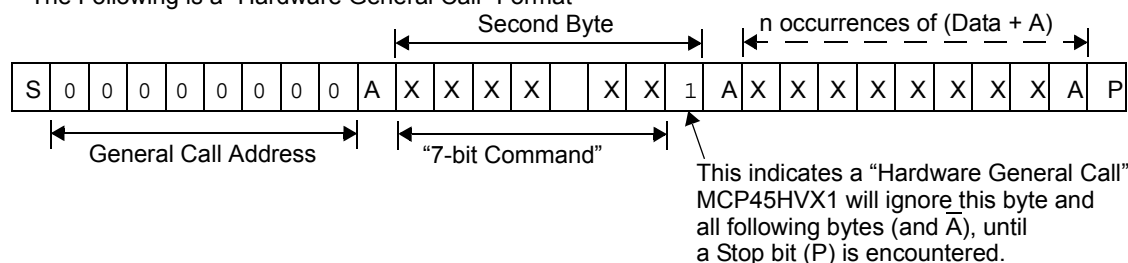 The Following is a "Hardware General Call" Format
Second Byte
n occurrences of (Data + A)
S 0 0 0 0 0 0 0 0 A X X X X X X X 1 A X X X X X X X X A P
General Call Address
“7-bit Command”
This indicates a “Hardware General Call”
MCP45HVX1 will ignore this byte and
all following bytes (and A̅), until
a Stop bit (P) is encountered.